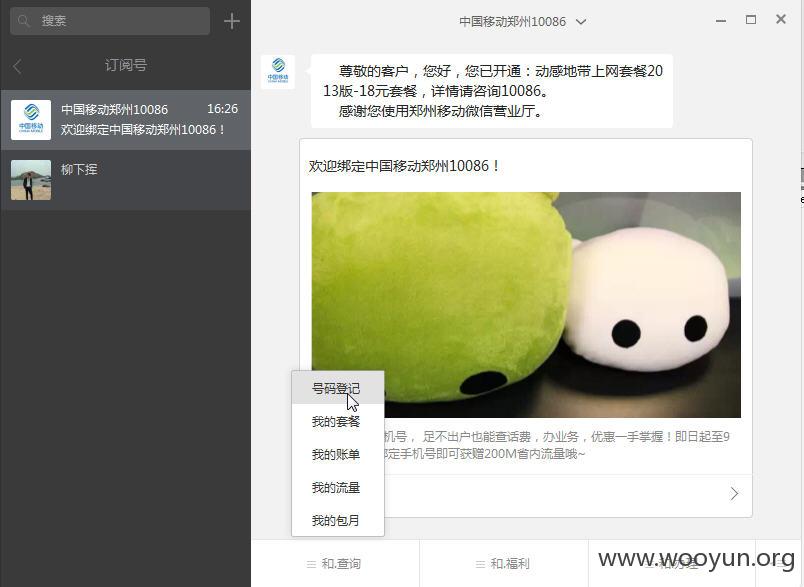 搜索
订阅号
中国移动郑州10086
16:26
欢迎绑定中国移动郑州10086！
柳下挥
中国移动郑州10086
尊敬的客户，您好，您已开通：动感地带上网套餐20
13版-18元套餐，详情请咨询10086。
感谢您使用郑州移动微信营业厅。
欢迎绑定中国移动郑州10086！
机号， 足不出户也能查话费，办业务，优惠一手掌握！即日起至9
绑定手机号即可获赠200M省内流量哦~
号码登记
我的套餐
我的账单
我的流量
我的包月
和.查询
和.福利
和.办理
www.wooyun.org